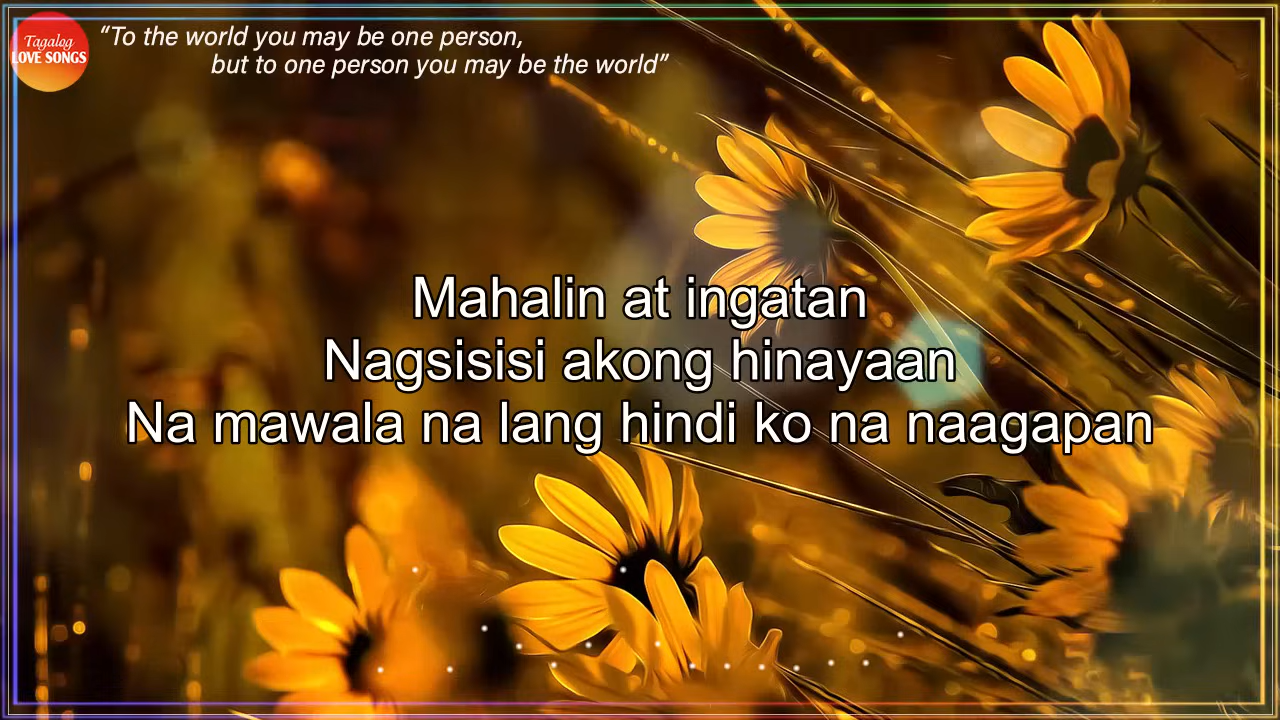 Tagalog
LOVE SONGS
“To the world you may be one person,
but to one person you may be the world”
Mahalin at ingatan
Nagsisisi akong hinayaan
Na mawala na lang hindi ko na naagapan